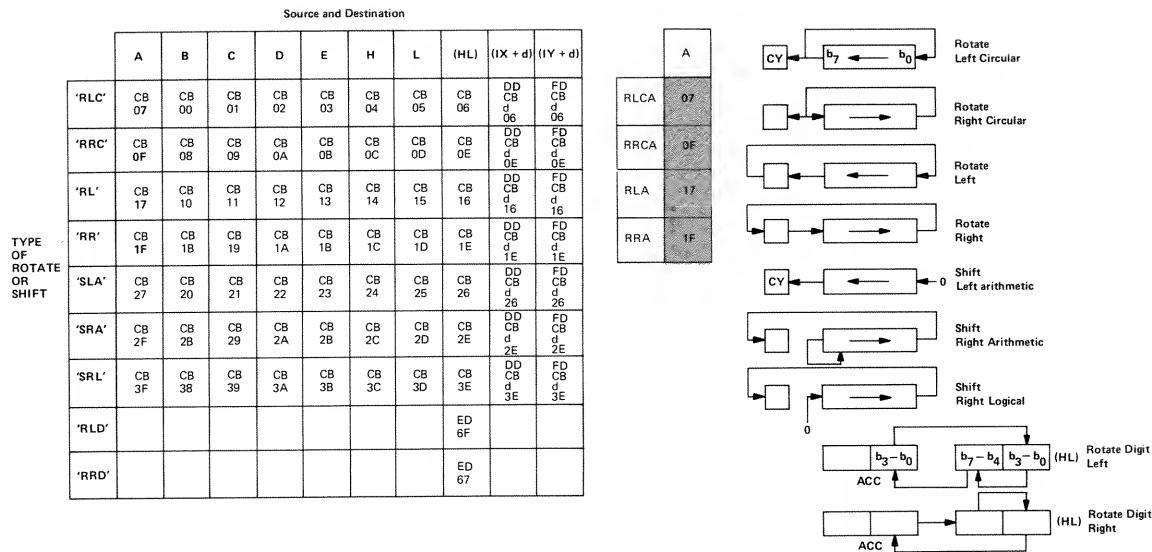 Source and Destination
A B C D E H L (HL) (IX + d) (IY + d)
TYPE
OF
ROTATE
OR
SHIFT
'RLC' CB 07 CB 00 CB 01 CB 02 CB 03 CB 04 CB 05 CB 06 DD CB d 06 FD CB d 06
'RRC' CB 0F CB 08 CB 09 CB 0A CB 0B CB 0C CB 0D CB 0E DD CB d 0E FD CB d 0E
'RL' CB 17 CB 10 CB 11 CB 12 CB 13 CB 14 CB 15 CB 16 DD CB d 16 FD CB d 16
'RR' CB 1F CB 1B CB 19 CB 1A CB 1B CB 1C CB 1D CB 1E DD CB d 1E FD CB d 1E
'SLA' CB 27 CB 20 CB 21 CB 22 CB 23 CB 24 CB 25 CB 26 DD CB d 26 FD CB d 26
'SRA' CB 2F CB 2B CB 29 CB 2A CB 2B CB 2C CB 2D CB 2E DD CB d 2E FD CB d 2E
'SRL' CB 3F CB 38 CB 39 CB 3A CB 3B CB 3C CB 3D CB 3E DD CB d 3E FD CB d 3E
'RLD' ED 6F
'RRD' ED 67
A
RLCA 07
RRCA 0F
RLA 17
RRA 1F
CY b7 b0 Rotate
Left Circular
Rotate
Right Circular
Rotate
Left
Rotate
Right
CY 0 Shift
Left arithmetic
Shift
Right Arithmetic
0 Shift
Right Logical
b3–b0 b7–b4 b3–b0 (HL) Rotate Digit
Left
ACC
(HL) Rotate Digit
Right
ACC